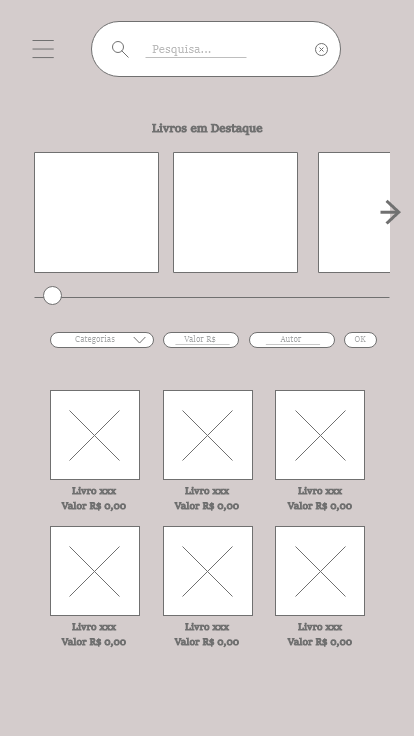 Pesquisa...
Livros em Destaque
Categorias Valor R$ Autor OK
Livro xxx Livro xxx Livro xxx
Valor R$ 0,00 Valor R$ 0,00 Valor R$ 0,00
Livro xxx Livro xxx Livro xxx
Valor R$ 0,00 Valor R$ 0,00 Valor R$ 0,00